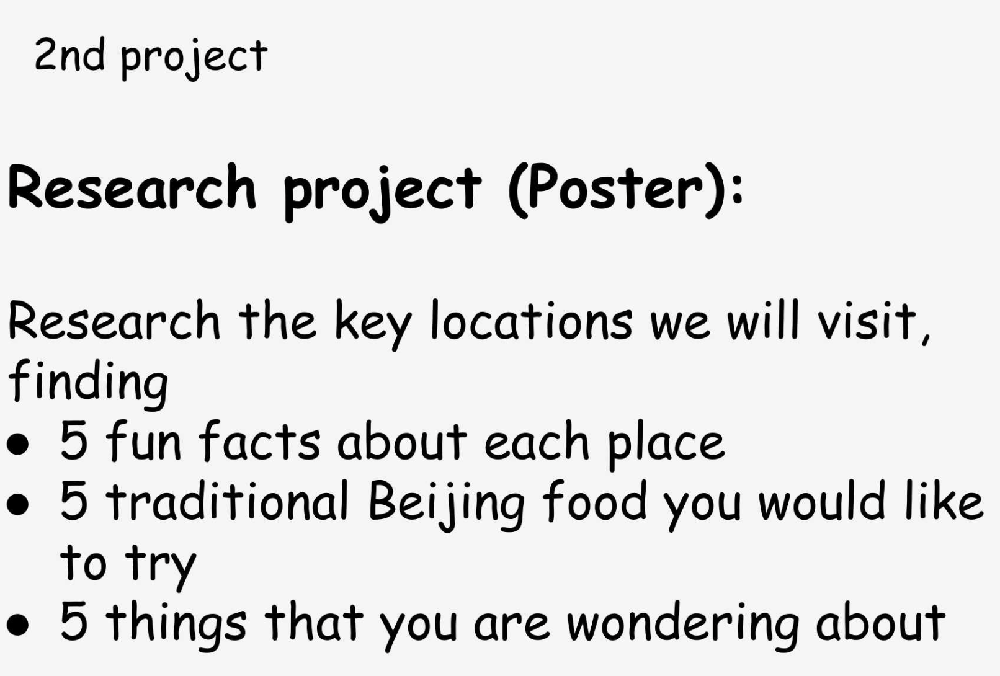 2nd project
Research project (Poster):
Research the key locations we will visit,
finding
● 5 fun facts about each place
● 5 traditional Beijing food you would like
to try
● 5 things that you are wondering about